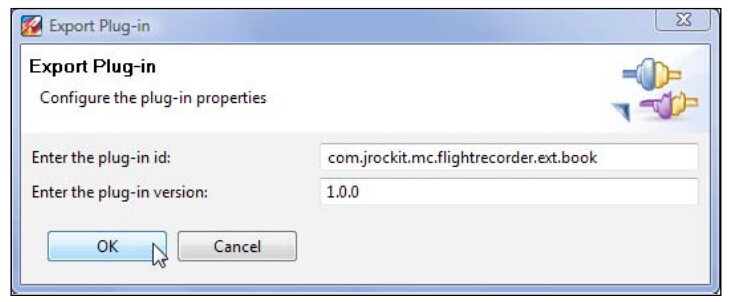 Export Plug-in
Export Plug-in
Configure the plug-in properties
Enter the plug-in id: com.jrockit.mc.flightrecorder.ext.book
Enter the plug-in version: 1.0.0
OK Cancel